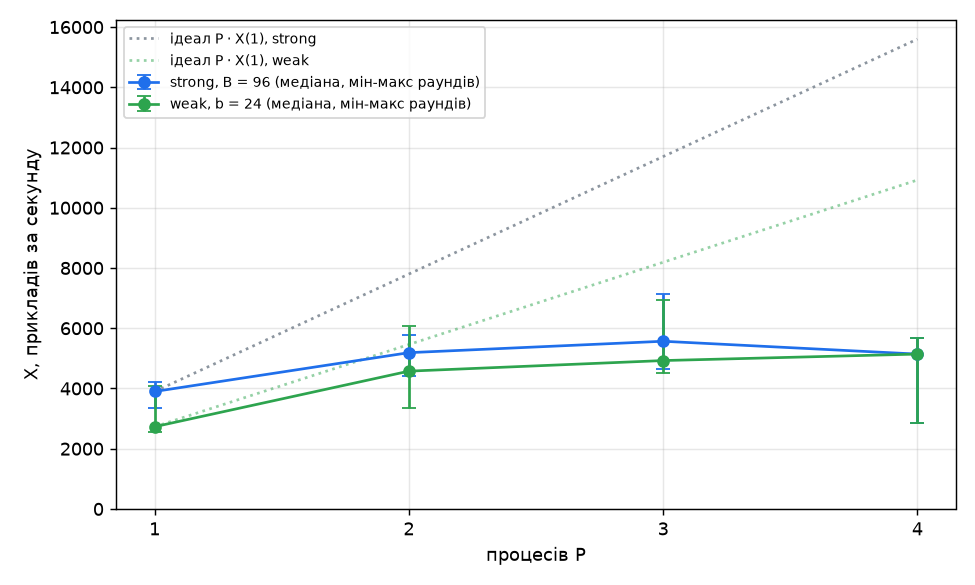 ідеал P · X(1), strong
ідеал P · X(1), weak
strong, B = 96 (медіана, мін-макс раундів)
weak, b = 24 (медіана, мін-макс раундів)
X, прикладів за секунду
16000
14000
12000
10000
8000
6000
4000
2000
0
1 2 3 4
процесів P